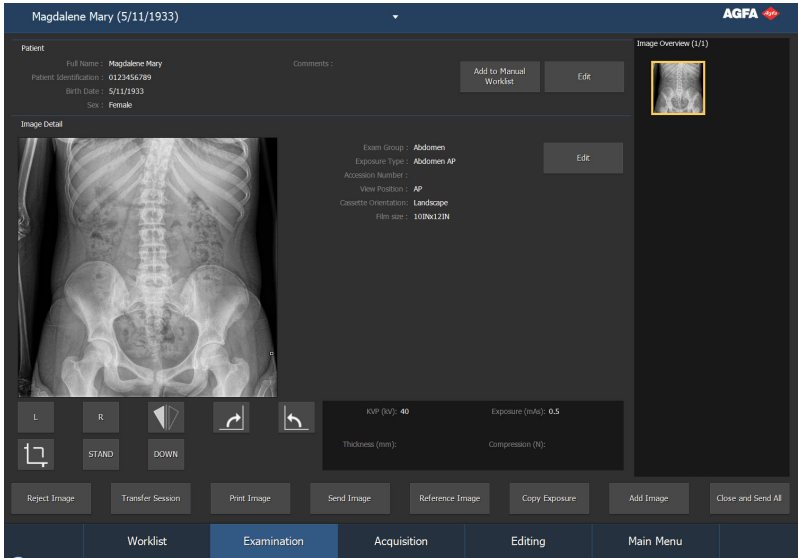 Magdalene Mary (5/11/1933)
AGFA
Patient
Image Overview (1/1)
Full Name : Magdalene Mary
Comments :
Patient Identification : 0123456789
Birth Date : 5/11/1933
Sex : Female
Add to Manual
Worklist
Edit
Image Detail
Exam Group : Abdomen
Exposure Type : Abdomen AP
Accession Number :
View Position : AP
Cassette Orientation: Landscape
Film size : 10INx12IN
Edit
L
R
STAND
DOWN
KVP (kV): 40
Exposure (mAs): 0.5
Thickness (mm):
Compression (N):
Reject Image
Transfer Session
Print Image
Send Image
Reference Image
Copy Exposure
Add Image
Close and Send All
Worklist
Examination
Acquisition
Editing
Main Menu